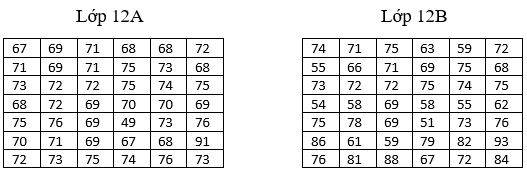 Lớp 12A
67 69 71 68 68 72
71 69 71 75 73 68
73 72 72 75 74 75
68 72 69 70 70 69
75 76 69 49 73 76
70 71 69 67 68 91
72 73 75 74 76 73
Lớp 12B
74 71 75 63 59 72
55 66 71 69 75 68
73 72 72 75 74 75
54 58 69 58 55 62
75 78 69 51 73 76
86 61 59 79 82 93
76 81 88 67 72 84